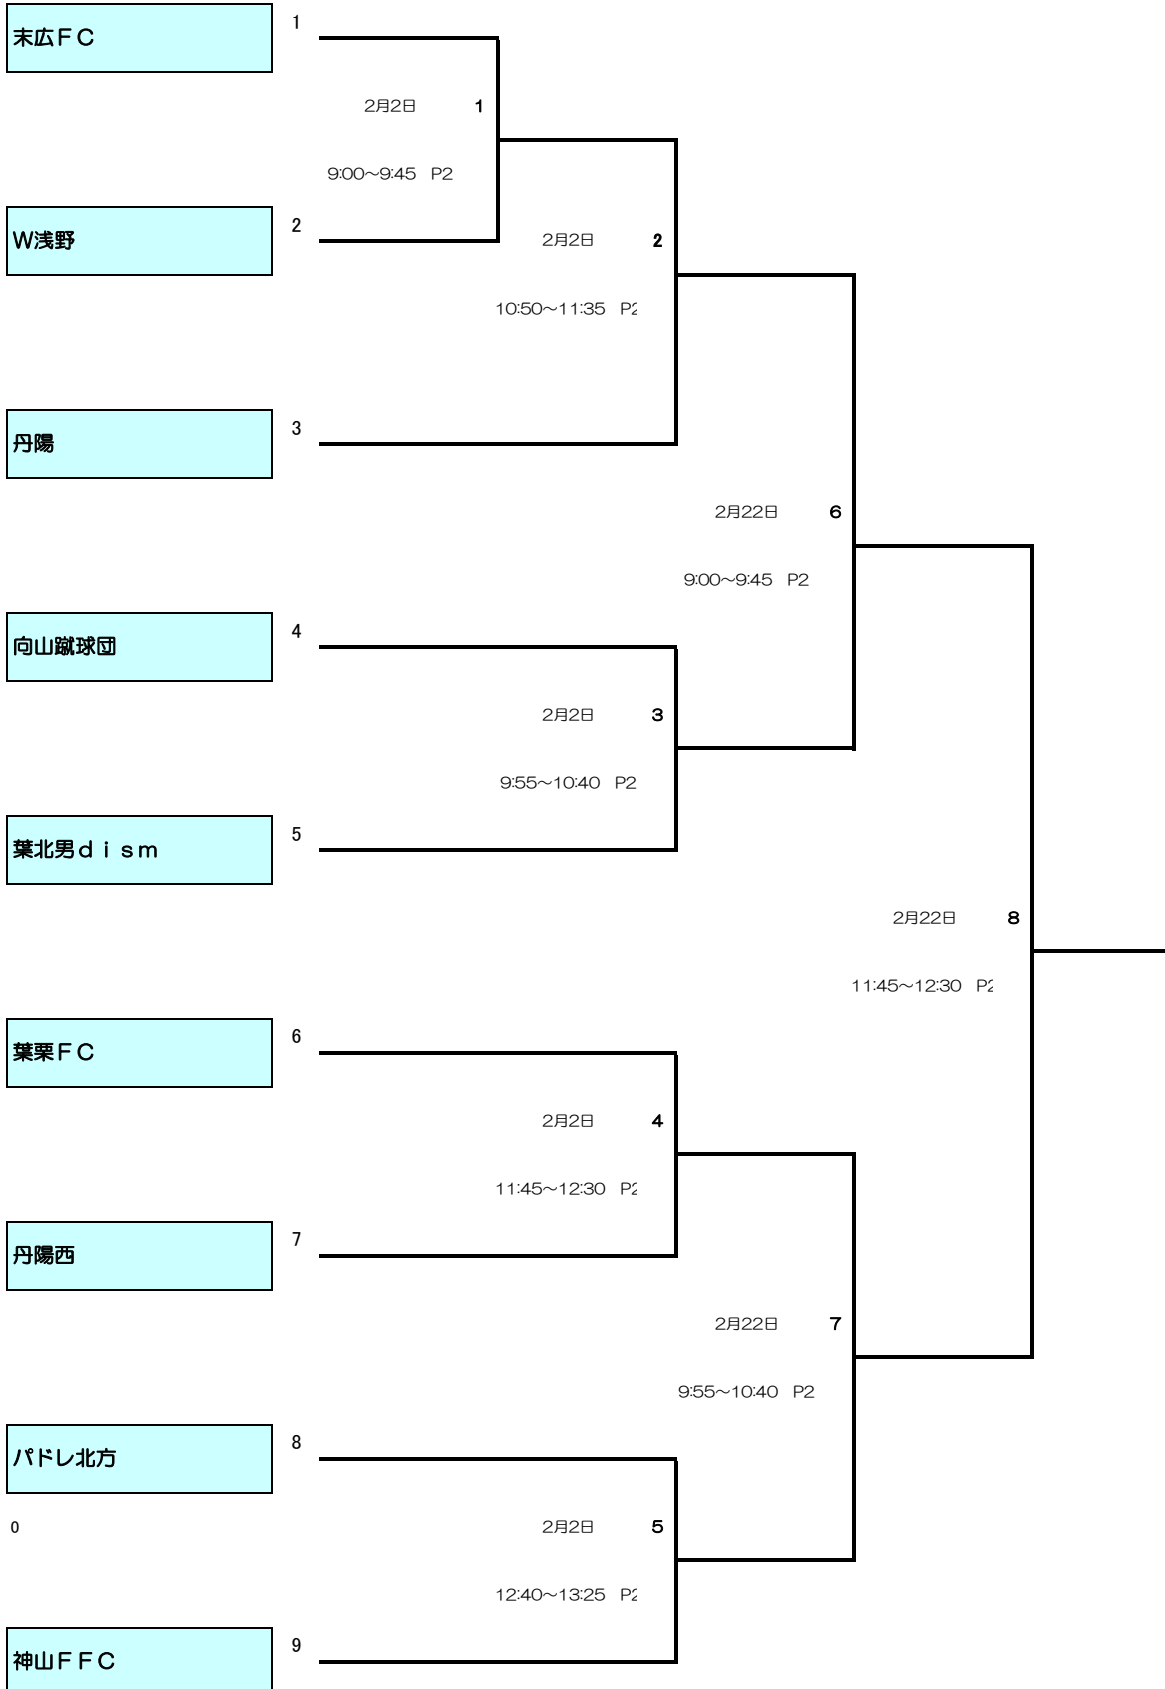 末広ＦＣ 1
2月2日 1
9:00～9:45 P2
W浅野 2
2月2日 2
10:50～11:35 P2
丹陽 3
2月22日 6
9:00～9:45 P2
向山蹴球団 4
2月2日 3
9:55～10:40 P2
葉北男ｄｉｓｍ 5
2月22日 8
11:45～12:30 P2
葉栗ＦＣ 6
2月2日 4
11:45～12:30 P2
丹陽西 7
2月22日 7
9:55～10:40 P2
パドレ北方 8
0
2月2日 5
12:40～13:25 P2
神山ＦＦＣ 9